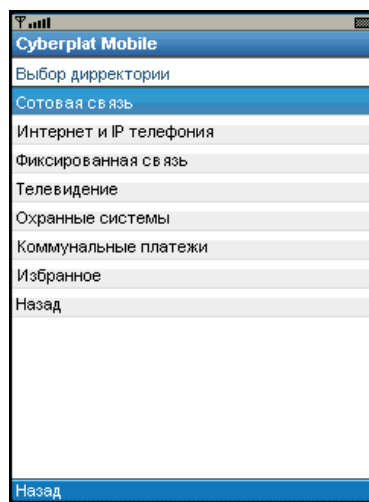 Cyberplat Mobile
Выбор дирректории
Сотовая связь
Интернет и IP телефония
Фиксированная связь
Телевидение
Охранные системы
Коммунальные платежи
Избранное
Назад
Назад